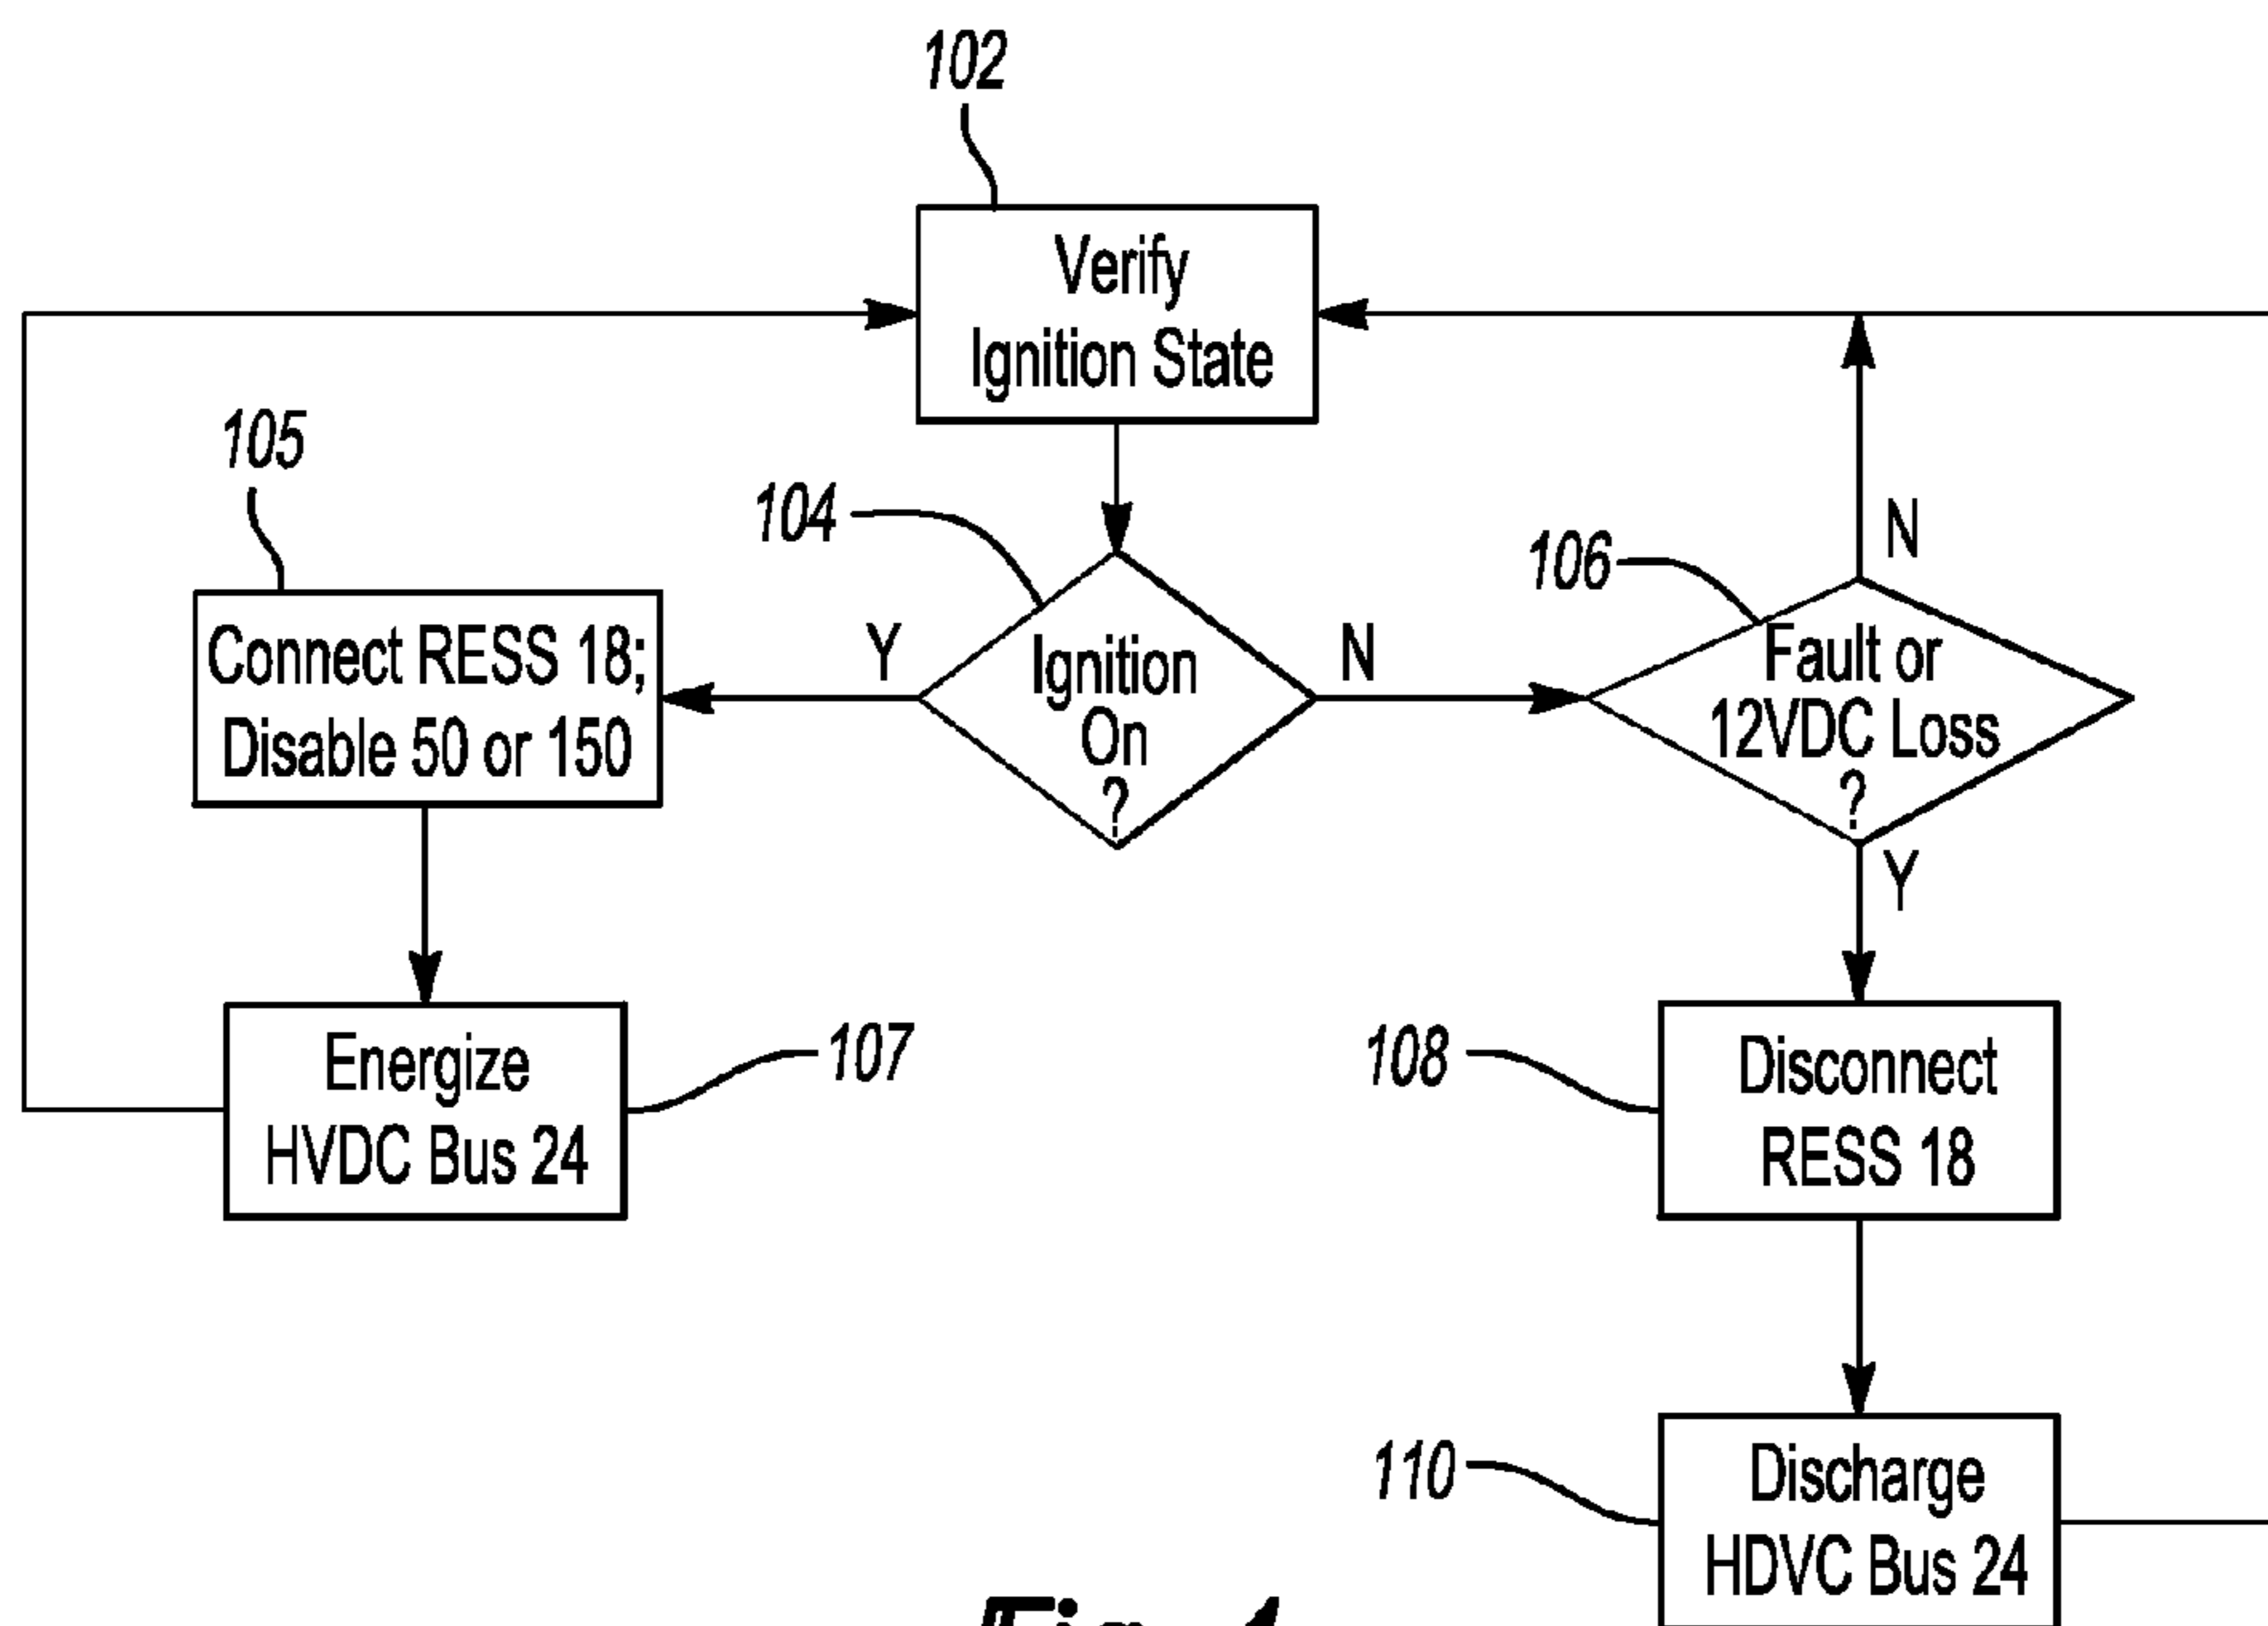 102
Verify
Ignition State
105
104
106
N
Connect RESS 18;
Disable 50 or 150
Y
Ignition
On
?
N
Fault or
12VDC Loss
?
Y
Energize
HVDC Bus 24
107
108
Disconnect
RESS 18
110
Discharge
HDVC Bus 24